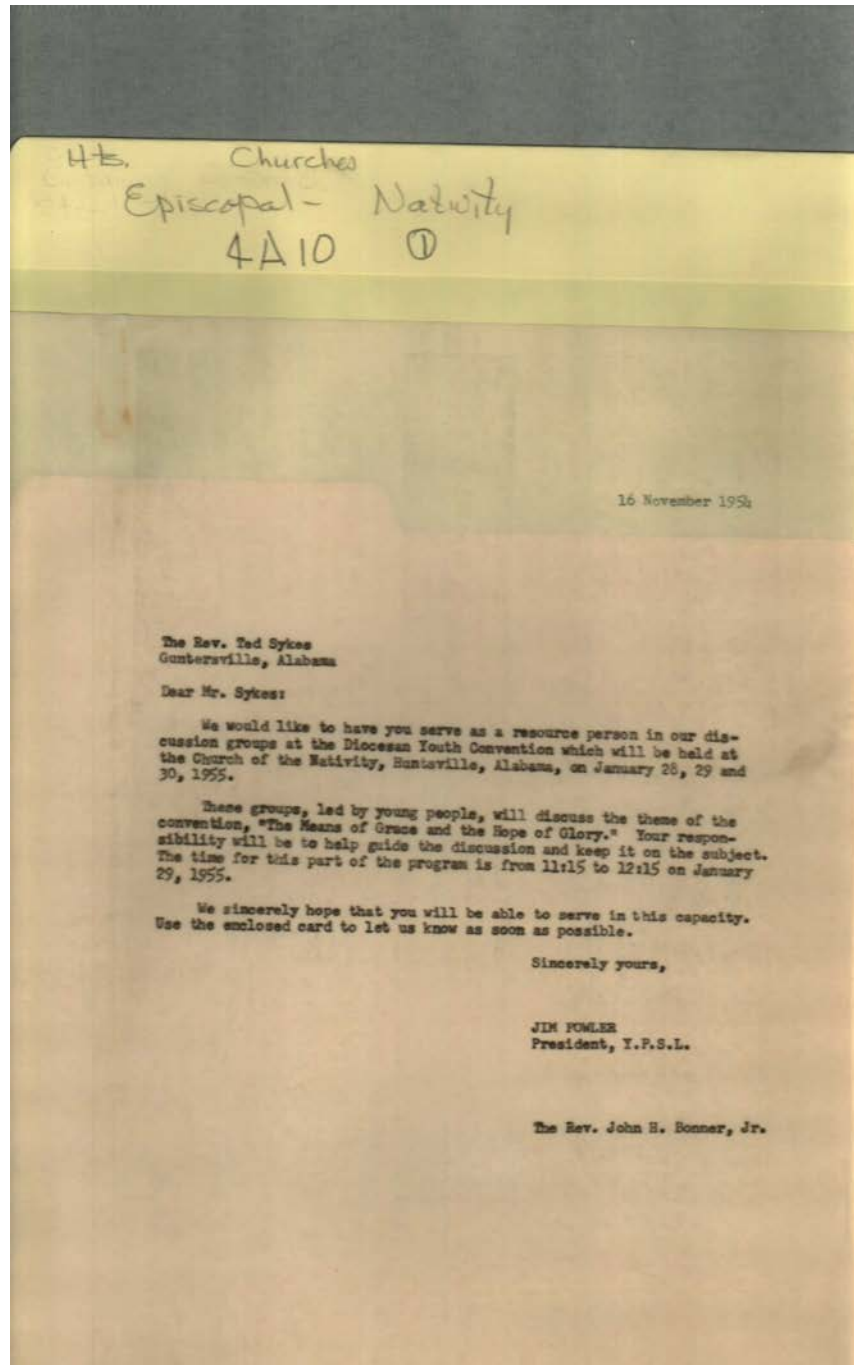 Hts. Churches
Episcopal - Nativity
4A10 ①
16 November 1954
The Rev. Ted Sykes
Guntersville, Alabama
Dear Mr. Sykes:
We would like to have you serve as a resource person in our dis-
cussion groups at the Diocesan Youth Convention which will be held at
the Church of the Nativity, Huntsville, Alabama, on January 28, 29 and
30, 1955.
These groups, led by young people, will discuss the theme of the
convention, "The Means of Grace and the Hope of Glory." Your respon-
sibility will be to help guide the discussion and keep it on the subject.
The time for this part of the program is from 11:15 to 12:15 on January
29, 1955.
We sincerely hope that you will be able to serve in this capacity.
Use the enclosed card to let us know as soon as possible.
Sincerely yours,
JIM FOWLER
President, Y.P.S.L.
The Rev. John H. Bonner, Jr.